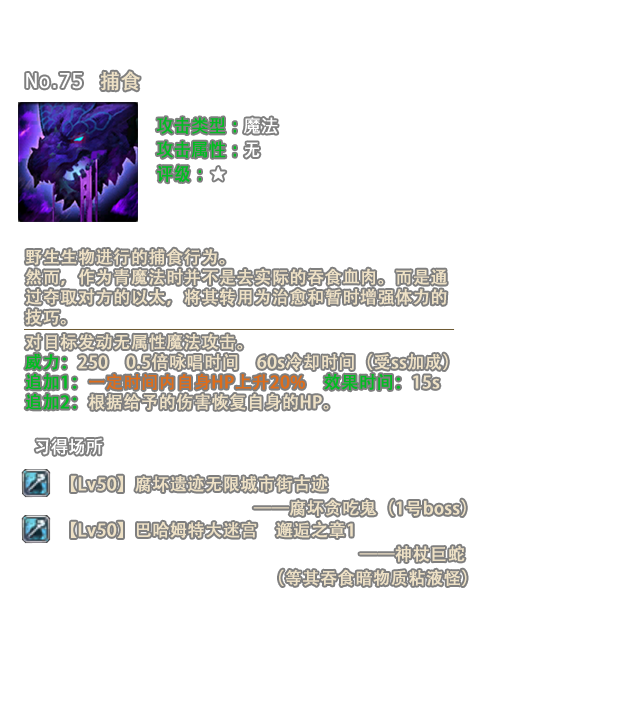 No.75 捕食
攻击类型：魔法
攻击属性：无
评级：☆
野生生物进行的捕食行为。
然而，作为青魔法时并不是去实际的吞食血肉。而是通
过夺取对方的以太，将其转用为治愈和暂时增强体力的
技巧。
对目标发动无属性魔法攻击。
威力：250 0.5倍咏唱时间 60s冷却时间（受ss加成）
追加1：一定时间内自身HP上升20% 效果时间：15s
追加2：根据给予的伤害恢复自身的HP。
习得场所
【Lv50】腐坏遗迹无限城市街古迹
——腐坏贪吃鬼（1号boss）
【Lv50】巴哈姆特大迷宫 邂逅之章1
——神杖巨蛇
（等其吞食暗物质粘液怪）